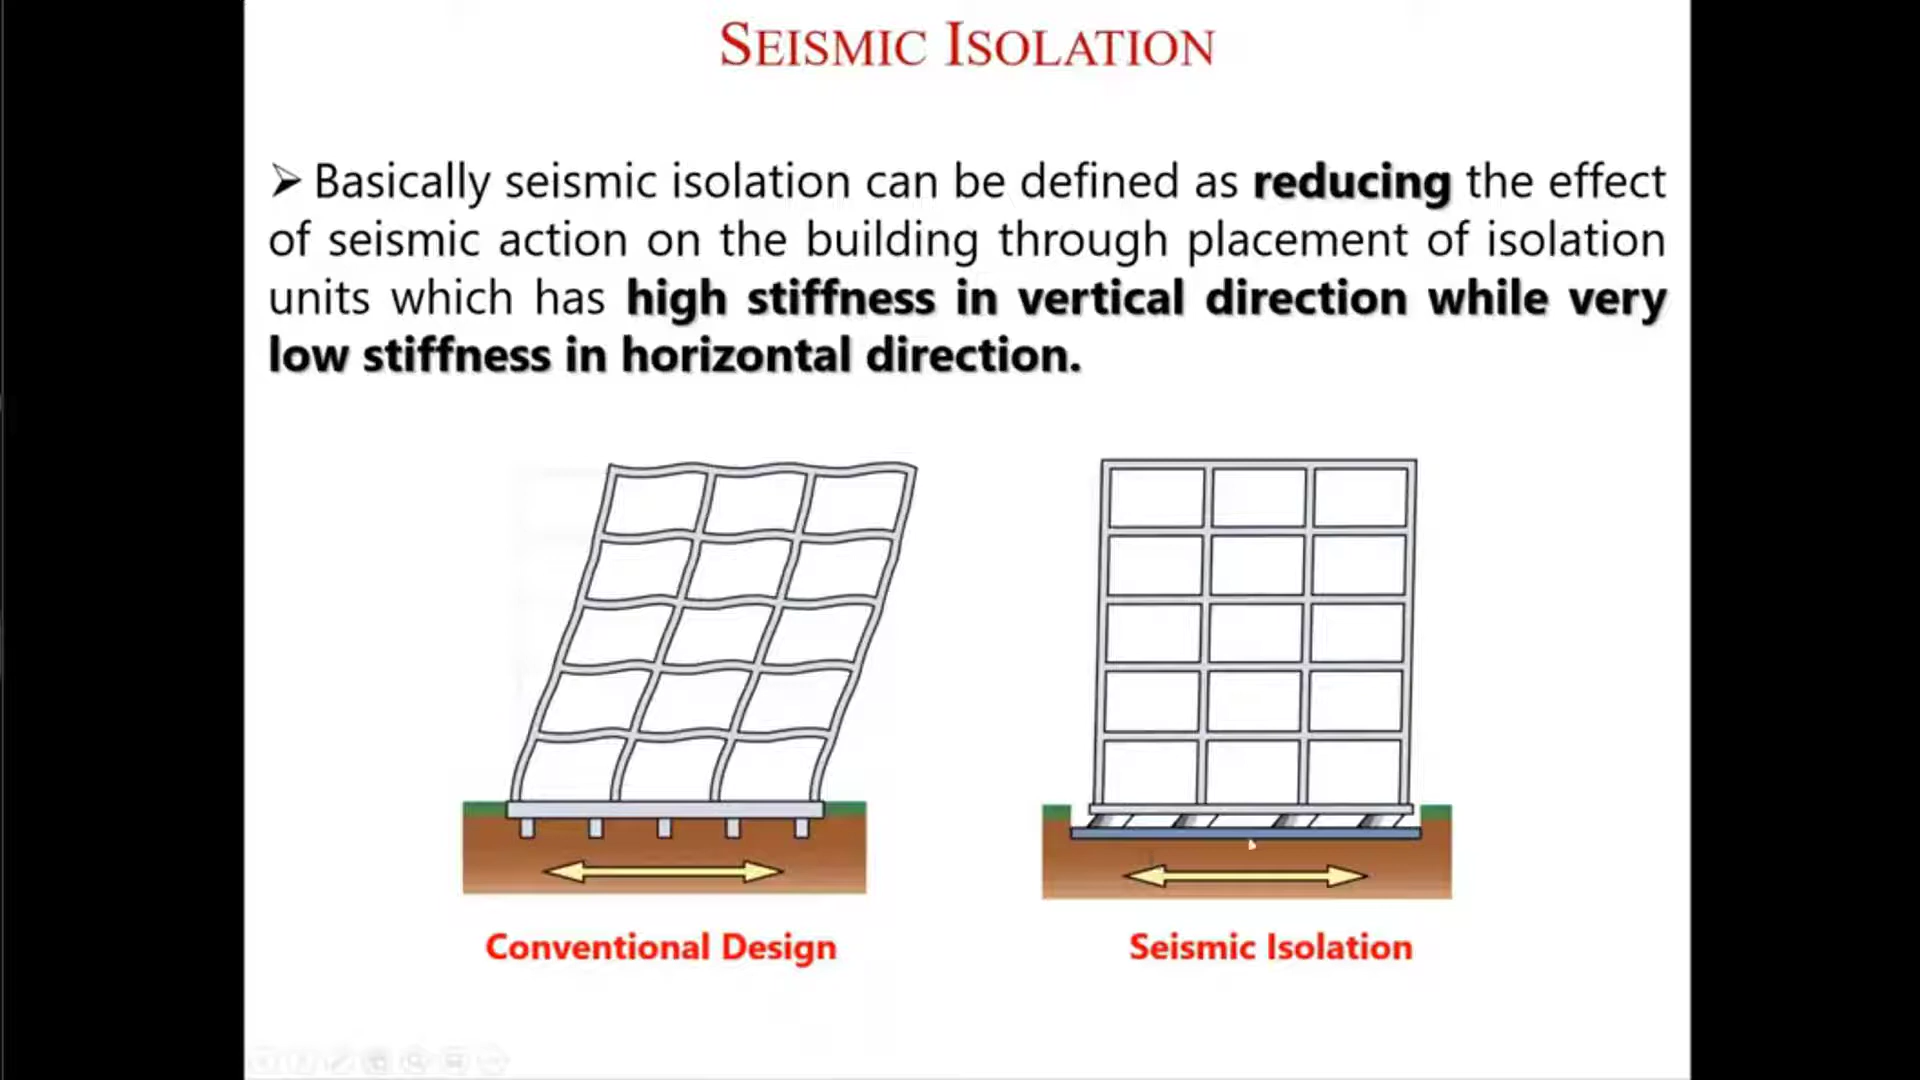 SEISMIC ISOLATION
➢ Basically seismic isolation can be defined as reducing the effect
of seismic action on the building through placement of isolation
units which has high stiffness in vertical direction while very
low stiffness in horizontal direction.
Conventional Design
Seismic Isolation